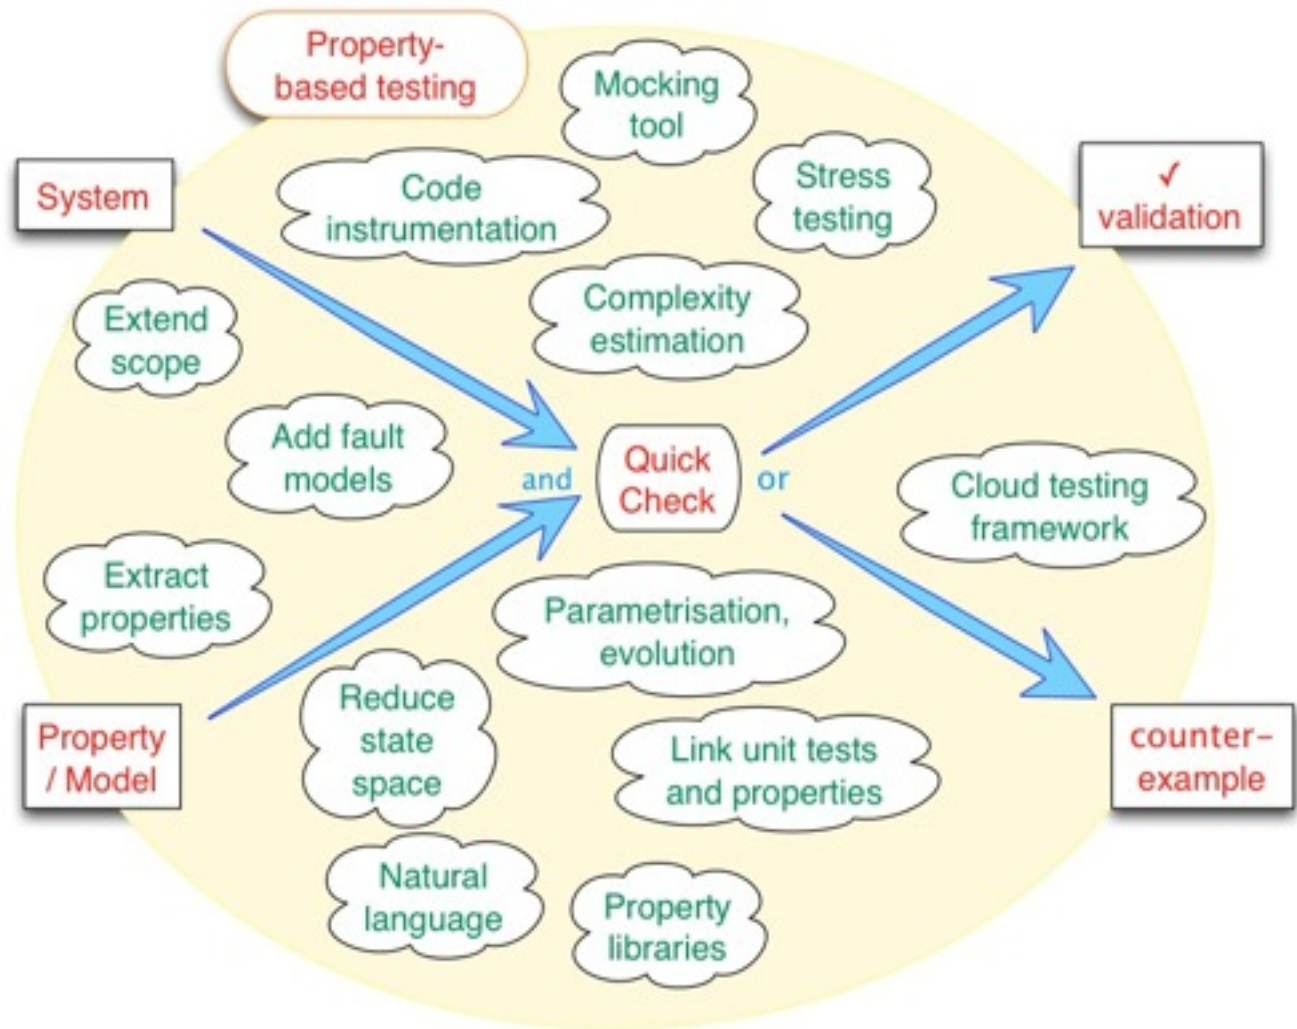 Property-
based testing
Mocking
tool
System
Code
instrumentation
Stress
testing
✓
validation
Extend
scope
Complexity
estimation
Add fault
models
and
Quick
Check
or
Cloud testing
framework
Extract
properties
Parametrisation,
evolution
Property
/ Model
Reduce
state
space
Link unit tests
and properties
counter-
example
Natural
language
Property
libraries